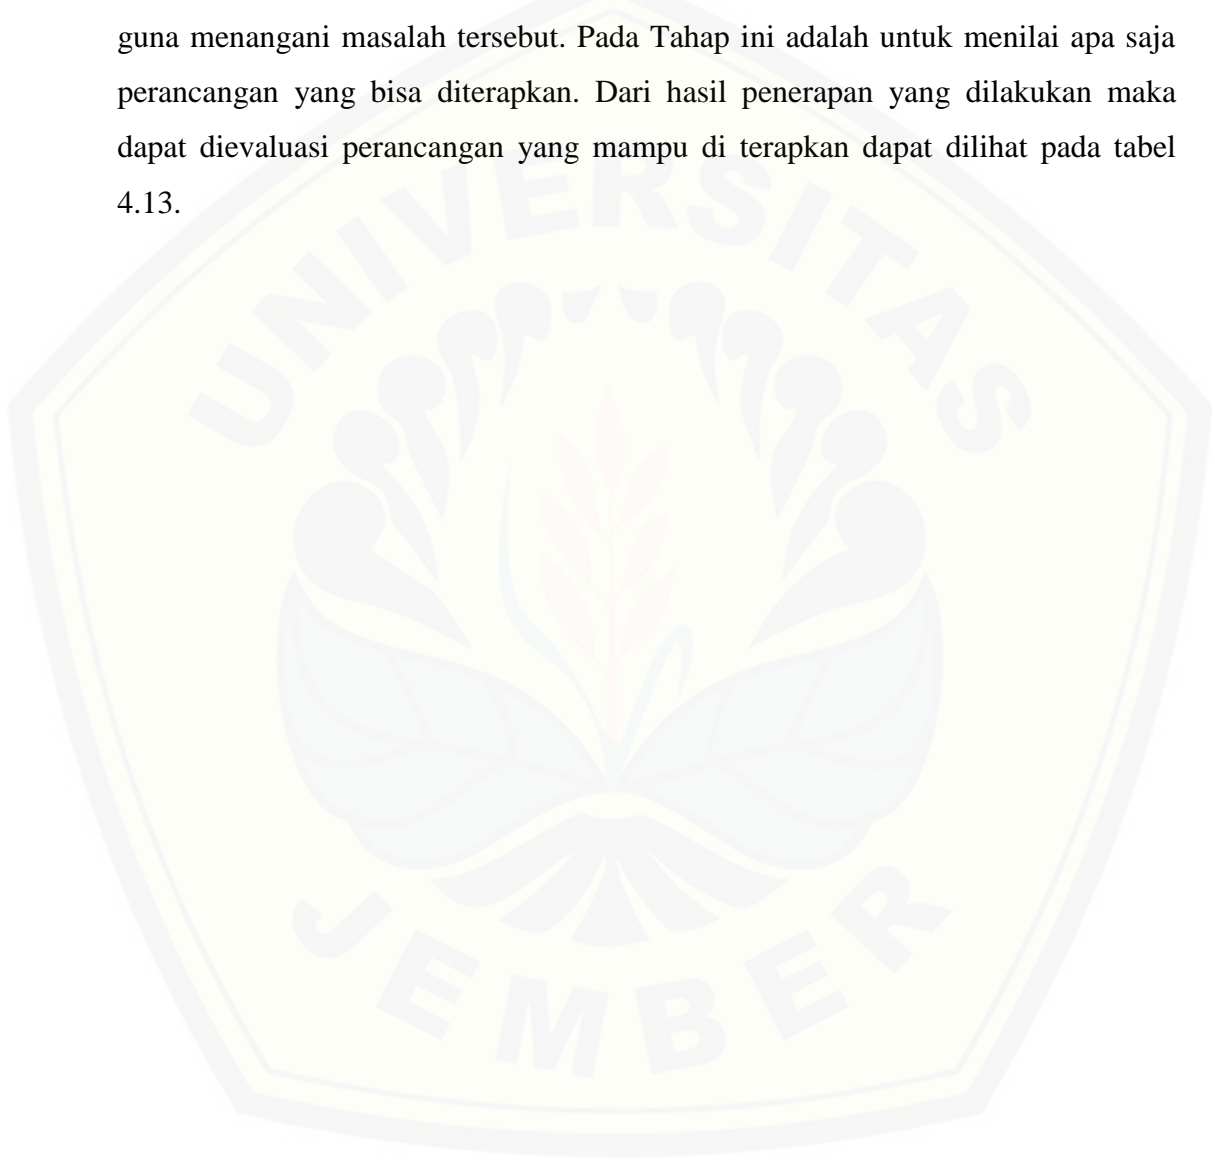 guna menangani masalah tersebut. Pada Tahap ini adalah untuk menilai apa saja
perancangan yang bisa diterapkan. Dari hasil penerapan yang dilakukan maka
dapat dievaluasi perancangan yang mampu di terapkan dapat dilihat pada tabel
4.13.
UNIVERSITAS
JEMBER